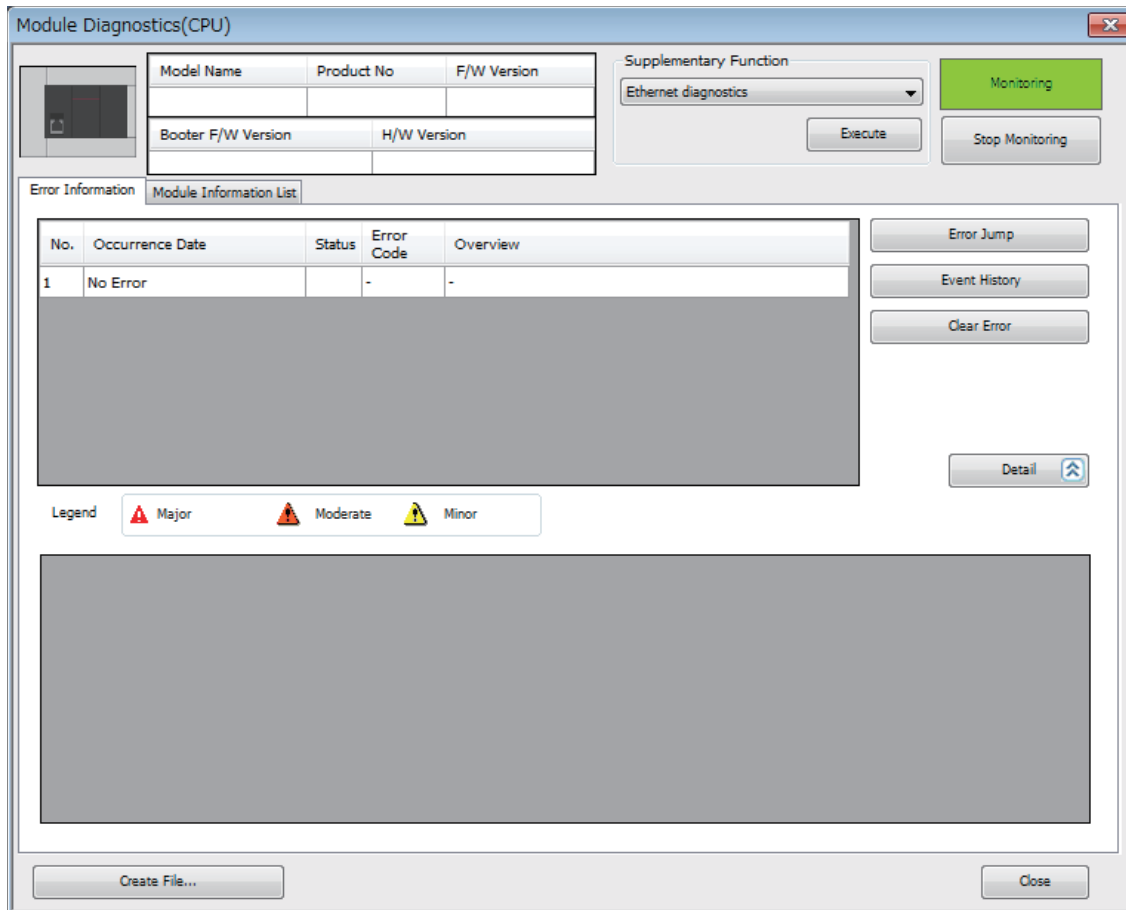 Module Diagnostics(CPU)
Model Name Product No F/W Version
Booter F/W Version H/W Version
Supplementary Function
Ethernet diagnostics
Execute
Monitoring
Stop Monitoring
Error Information Module Information List
No. Occurrence Date Status Error Code Overview
1 No Error - -
Error Jump
Event History
Clear Error
Detail
Legend Major Moderate Minor
Create File... Close